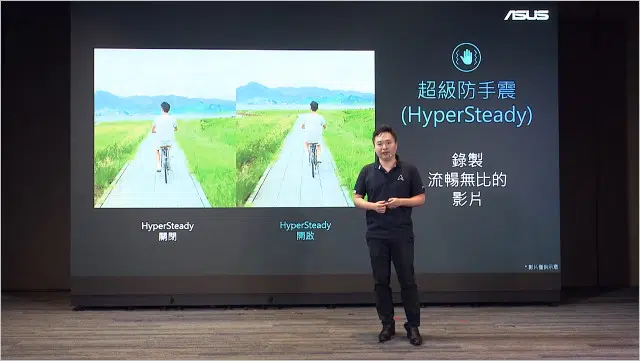 ASUS
超級防手震
(HyperSteady)
錄製
流暢無比的
影片
HyperSteady
關閉
HyperSteady
開啟
* 影片僅供示意